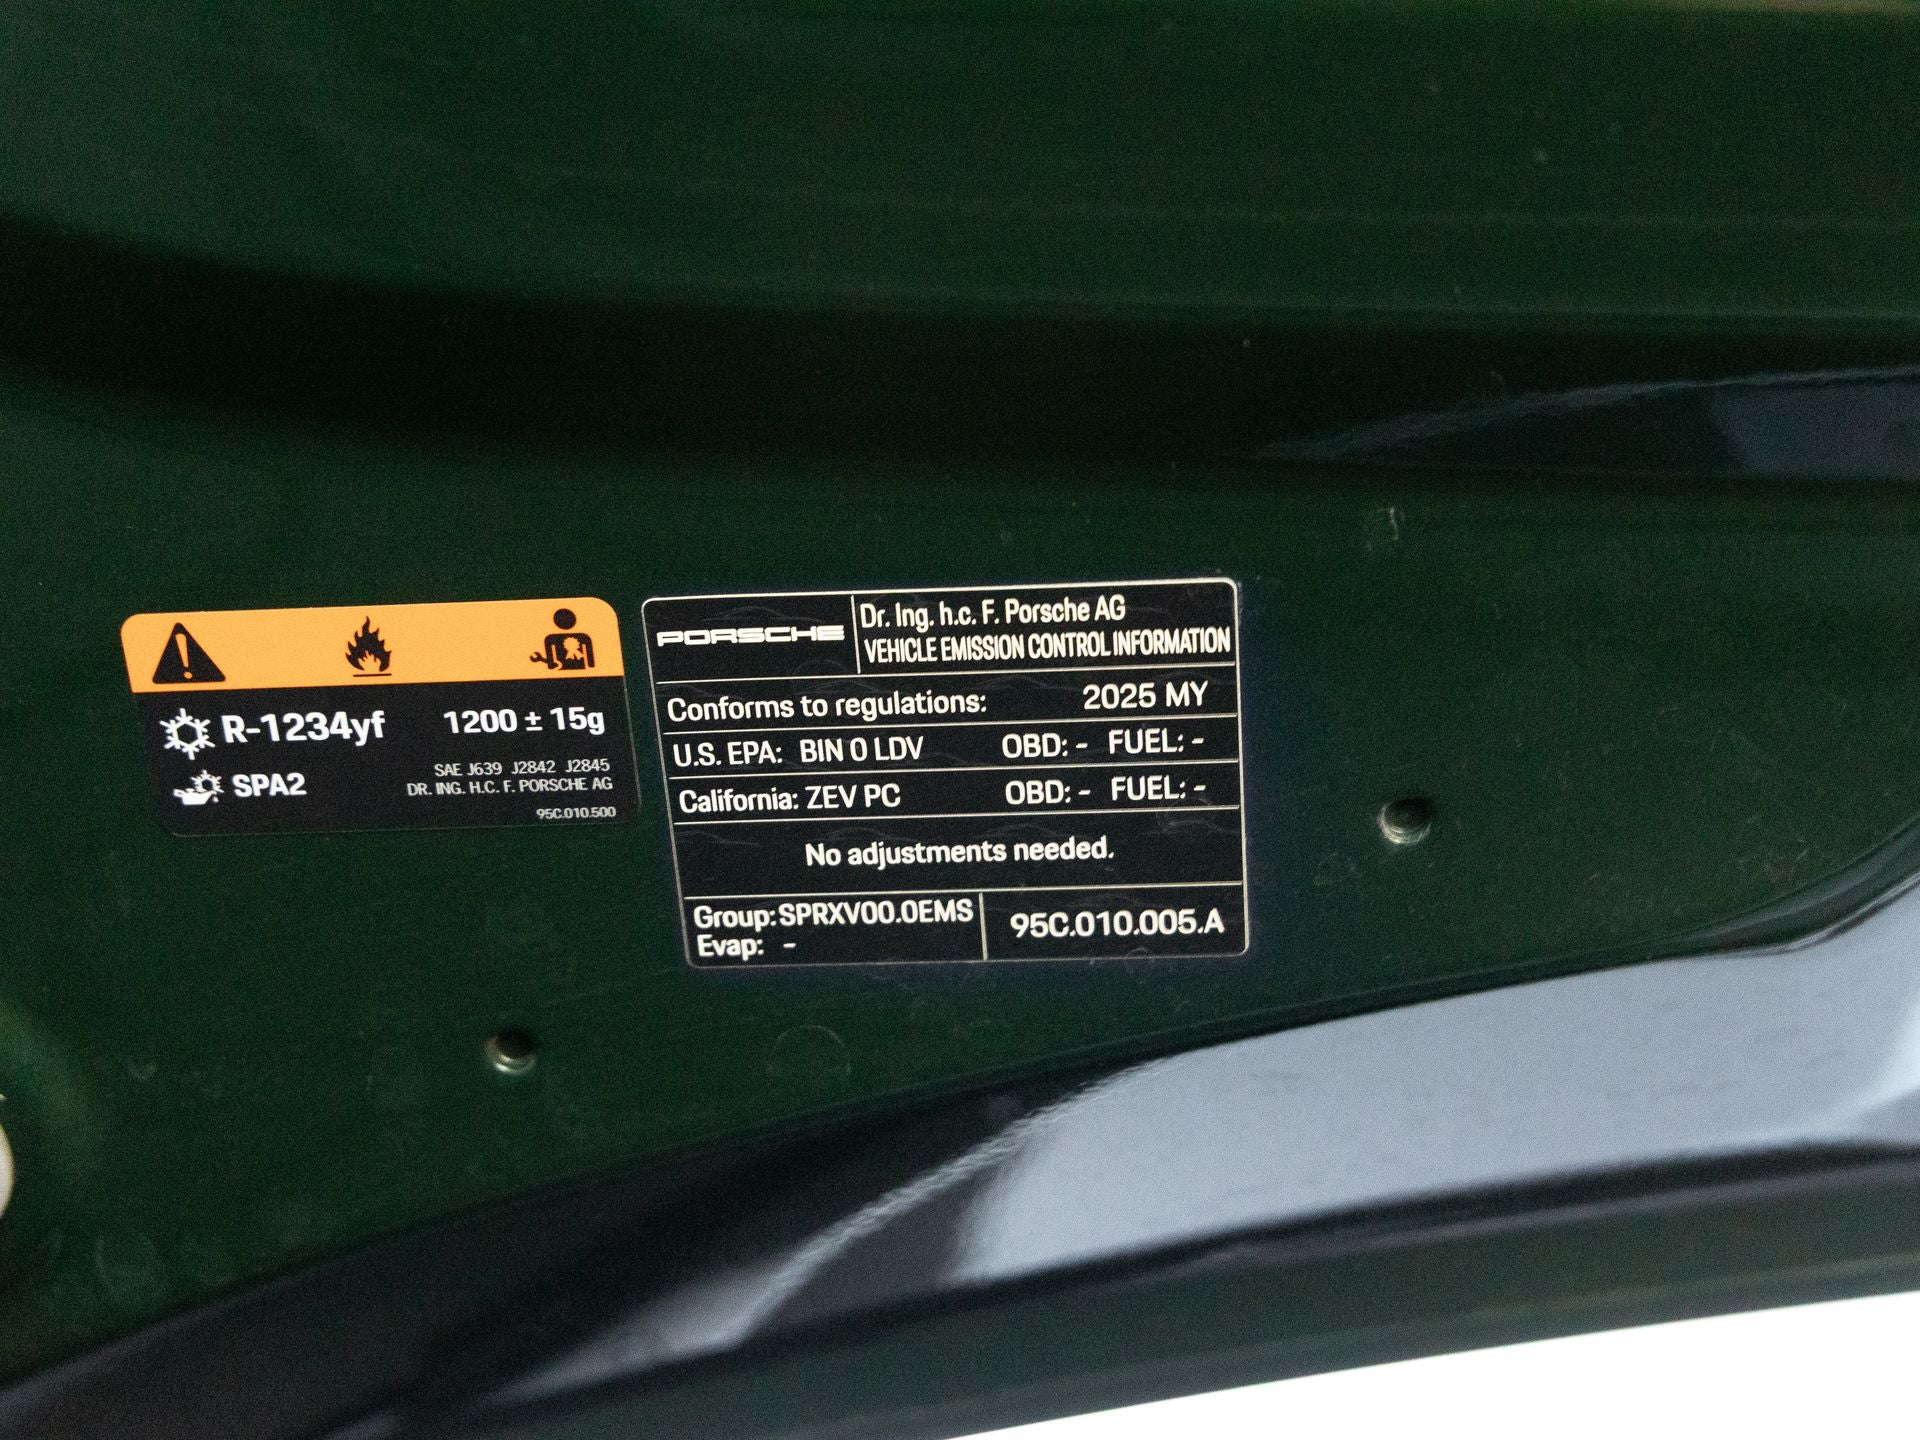 R-1234yf 1200 ± 15g
SPA2
SAE J639 J2842 J2845
DR. ING. H.C. F. PORSCHE AG
95C.010.500
PORSCHE
Dr. Ing. h.c. F. Porsche AG
VEHICLE EMISSION CONTROL INFORMATION
Conforms to regulations: 2025 MY
U.S. EPA: BIN 0 LDV OBD: - FUEL: -
California: ZEV PC OBD: - FUEL: -
No adjustments needed.
Group: SPRXV00.0EMS
Evap: -
95C.010.005.A